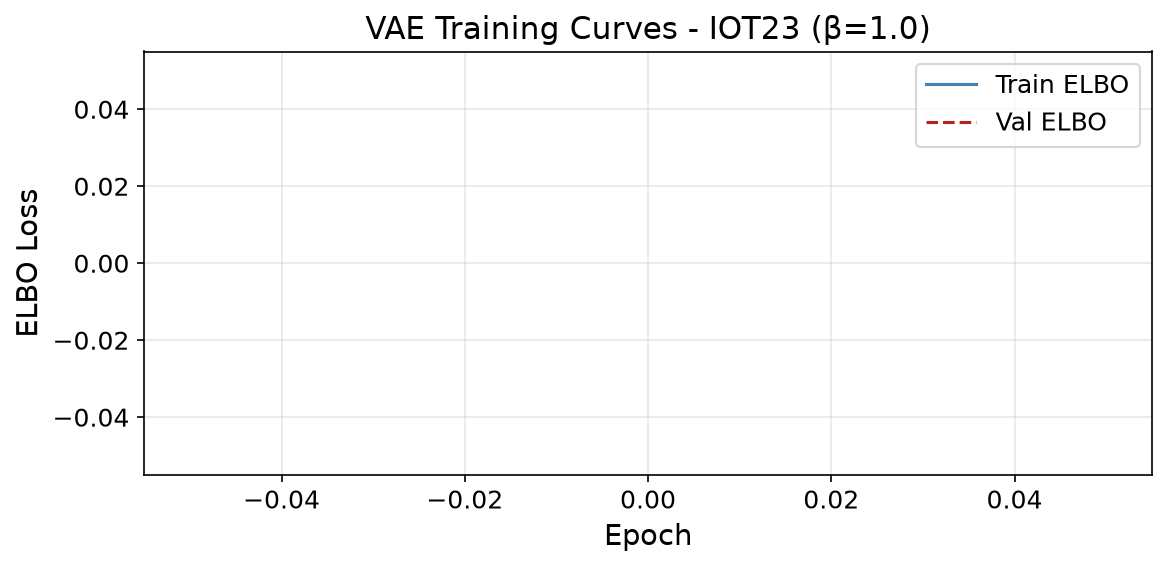 VAE Training Curves - IOT23 (β=1.0)
Train ELBO
Val ELBO
ELBO Loss
0.04
0.02
0.00
−0.02
−0.04
−0.04
−0.02
0.00
0.02
0.04
Epoch